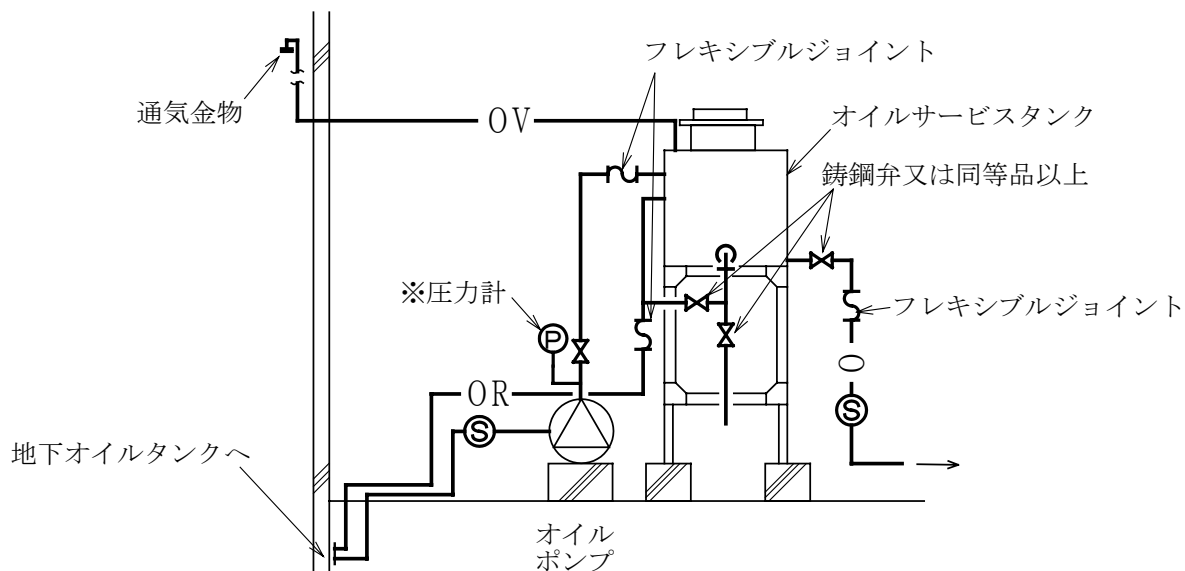 フレキシブルジョイント
通気金物
OV
オイルサービスタンク
鋳鋼弁又は同等品以上
※圧力計
フレキシブルジョイント
P
O
OR
S
S
地下オイルタンクへ
オイル
ポンプ